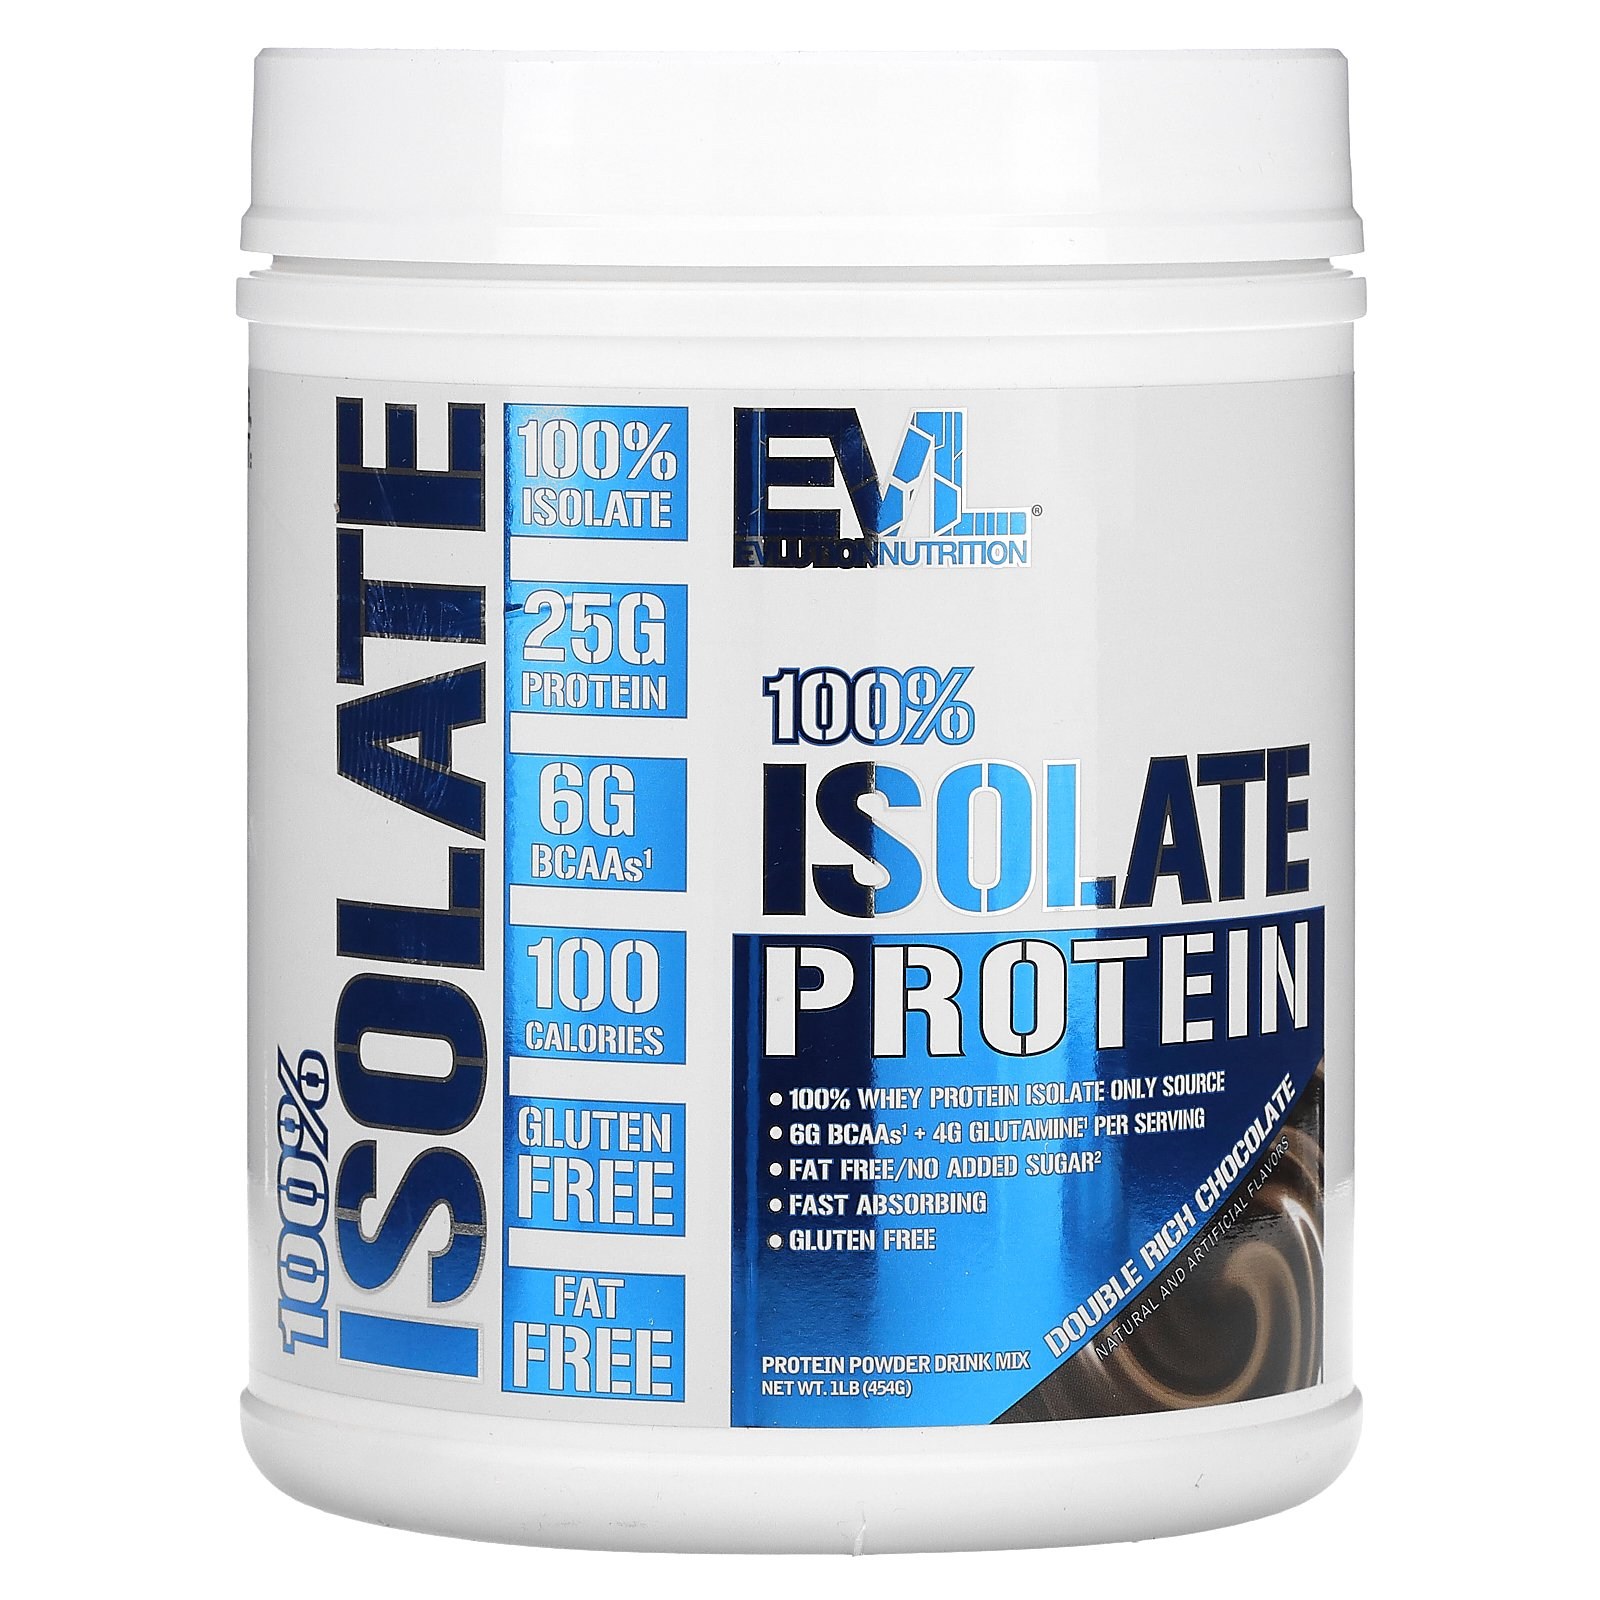 100%
ISOLATE
100%
ISOLATE
25G
PROTEIN
6G
BCAAs¹
100
CALORIES
GLUTEN
FREE
FAT
FREE
EVL®
EVLUTIONNUTRITION
100%
ISOLATE
PROTEIN
• 100% WHEY PROTEIN ISOLATE ONLY SOURCE
• 6G BCAAs¹ + 4G GLUTAMINE¹ PER SERVING
• FAT FREE/NO ADDED SUGAR²
• FAST ABSORBING
• GLUTEN FREE
DOUBLE RICH CHOCOLATE
NATURAL AND ARTIFICIAL FLAVORS
PROTEIN POWDER DRINK MIX
NET WT. 1LB (454G)